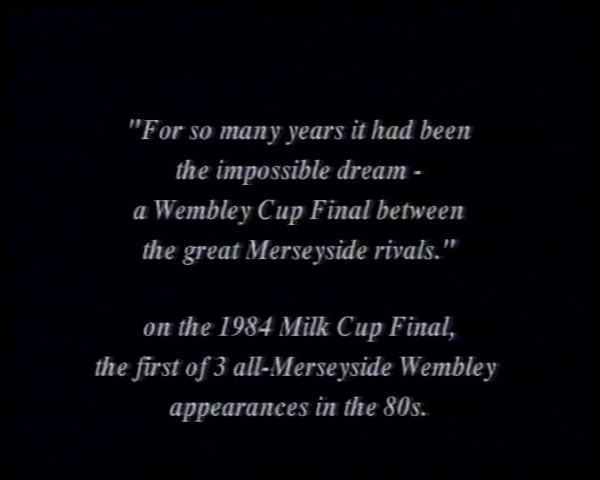 "For so many years it had been
the impossible dream -
a Wembley Cup Final between
the great Merseyside rivals."
on the 1984 Milk Cup Final,
the first of 3 all-Merseyside Wembley
appearances in the 80s.